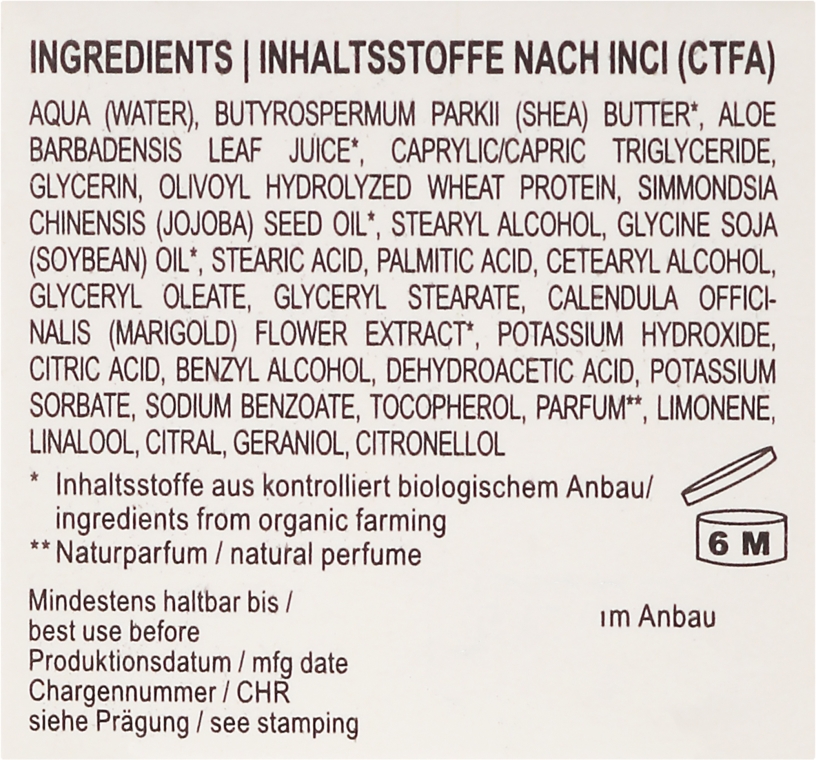 INGREDIENTS | INHALTSSTOFFE NACH INCI (CTFA)
AQUA (WATER), BUTYROSPERMUM PARKII (SHEA) BUTTER*, ALOE
BARBADENSIS LEAF JUICE*, CAPRYLIC/CAPRIC TRIGLYCERIDE,
GLYCERIN, OLIVOYL HYDROLYZED WHEAT PROTEIN, SIMMONDSIA
CHINENSIS (JOJOBA) SEED OIL*, STEARYL ALCOHOL, GLYCINE SOJA
(SOYBEAN) OIL*, STEARIC ACID, PALMITIC ACID, CETEARYL ALCOHOL,
GLYCERYL OLEATE, GLYCERYL STEARATE, CALENDULA OFFICI-
NALIS (MARIGOLD) FLOWER EXTRACT*, POTASSIUM HYDROXIDE,
CITRIC ACID, BENZYL ALCOHOL, DEHYDROACETIC ACID, POTASSIUM
SORBATE, SODIUM BENZOATE, TOCOPHEROL, PARFUM**, LIMONENE,
LINALOOL, CITRAL, GERANIOL, CITRONELLOL
* Inhaltsstoffe aus kontrolliert biologischem Anbau/
ingredients from organic farming
** Naturparfum / natural perfume
6 M
Mindestens haltbar bis /
best use before
Produktionsdatum / mfg date
Chargennummer / CHR
siehe Prägung / see stamping
ım Anbau